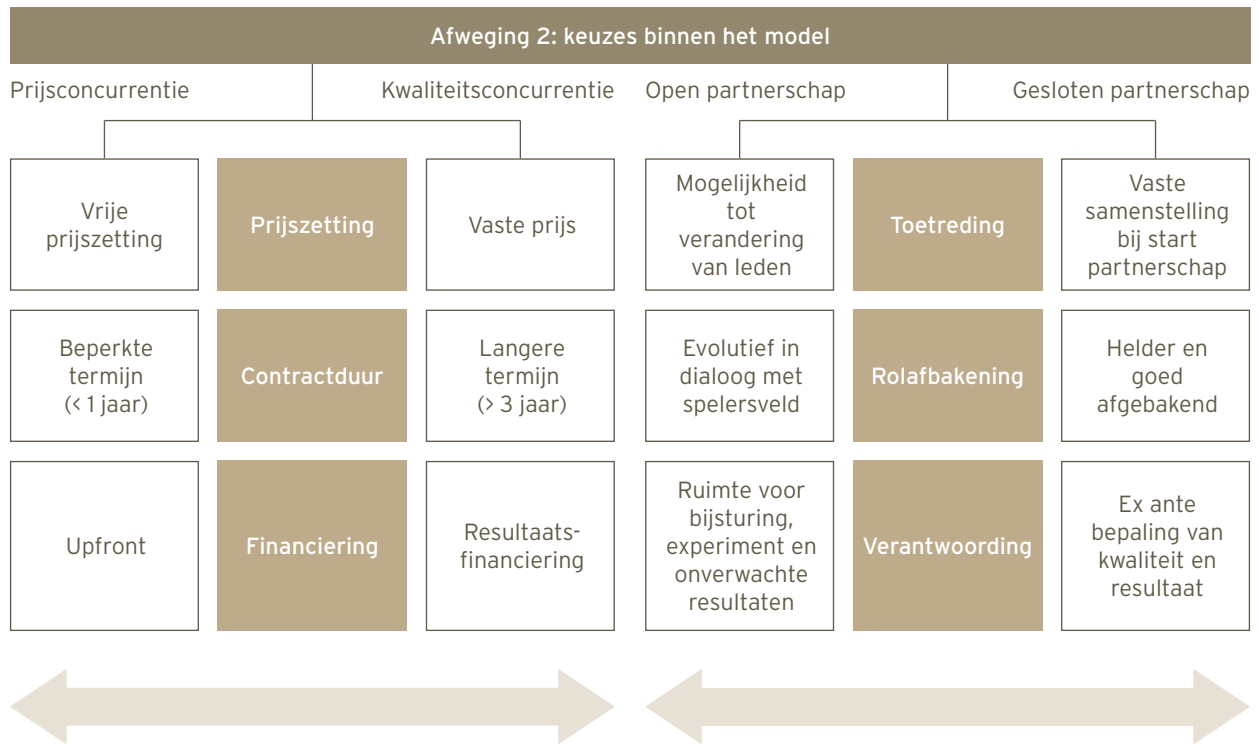 Afweging 2: keuzes binnen het model
Prijsconcurrentie
Kwaliteitsconcurrentie
Open partnerschap
Gesloten partnerschap
Vrije
prijszetting
Prijszetting
Vaste prijs
Mogelijkheid
tot
verandering
van leden
Toetreding
Vaste
samenstelling
bij start
partnerschap
Beperkte
termijn
(< 1 jaar)
Contractduur
Langere
termijn
(> 3 jaar)
Evolutief in
dialoog met
spelersveld
Rolafbakening
Helder en
goed
afgebakend
Upfront
Financiering
Resultaats-
financiering
Ruimte voor
bijsturing,
experiment en
onverwachte
resultaten
Verantwoording
Ex ante
bepaling van
kwaliteit en
resultaat